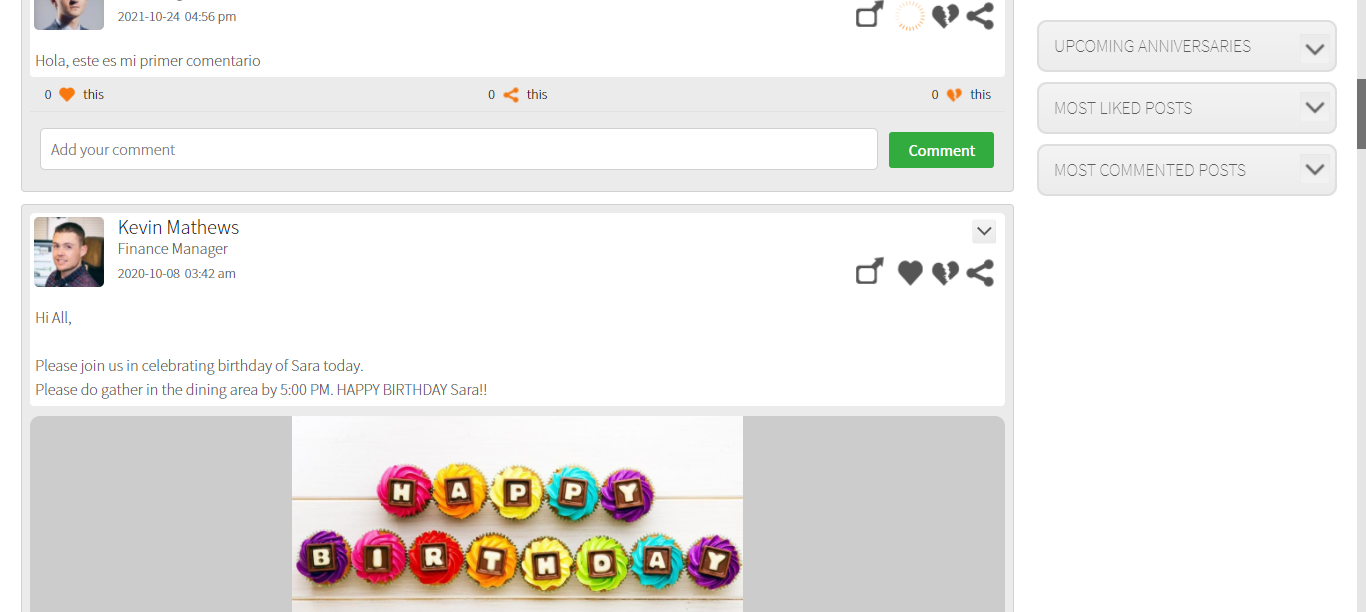 2021-10-24 04:56 pm
Hola, este es mi primer comentario
0 this
0 this
0 this
Add your comment
Comment
Kevin Mathews
Finance Manager
2020-10-08 03:42 am
Hi All,
Please join us in celebrating birthday of Sara today.
Please do gather in the dining area by 5:00 PM. HAPPY BIRTHDAY Sara!!
HAPPY
BIRTHDAY
UPCOMING ANNIVERSARIES
MOST LIKED POSTS
MOST COMMENTED POSTS